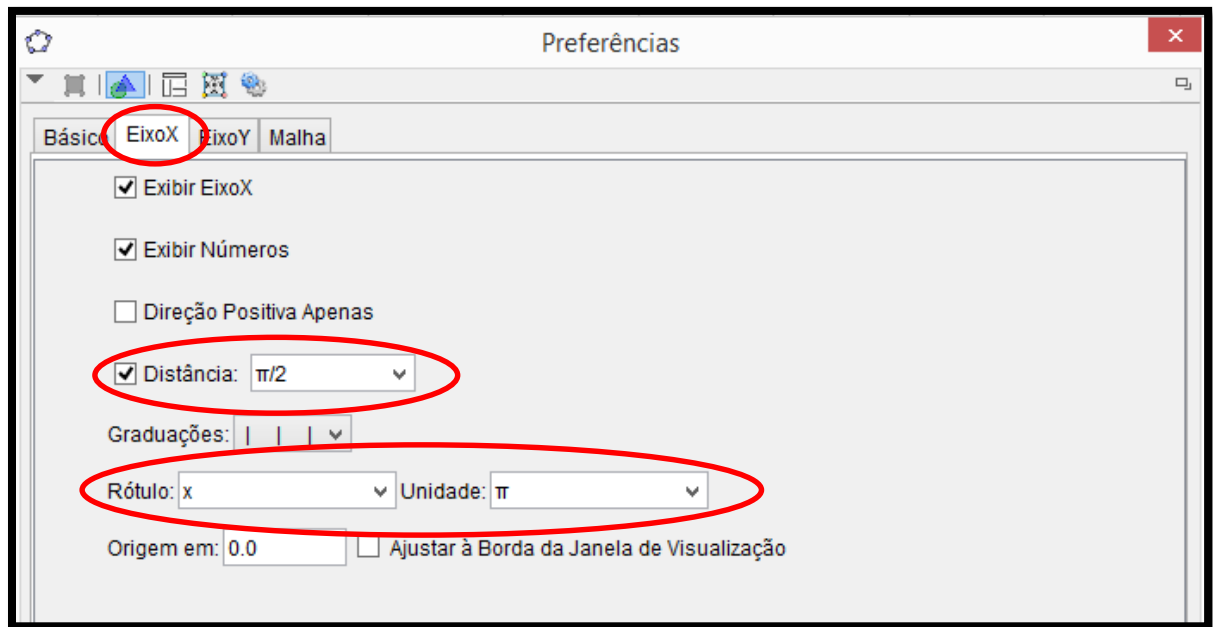 Preferências
Básico EixoX EixoY Malha
Exibir EixoX
Exibir Números
Direção Positiva Apenas
Distância: π/2
Graduações: | | |
Rótulo: x Unidade: π
Origem em: 0.0 Ajustar à Borda da Janela de Visualização